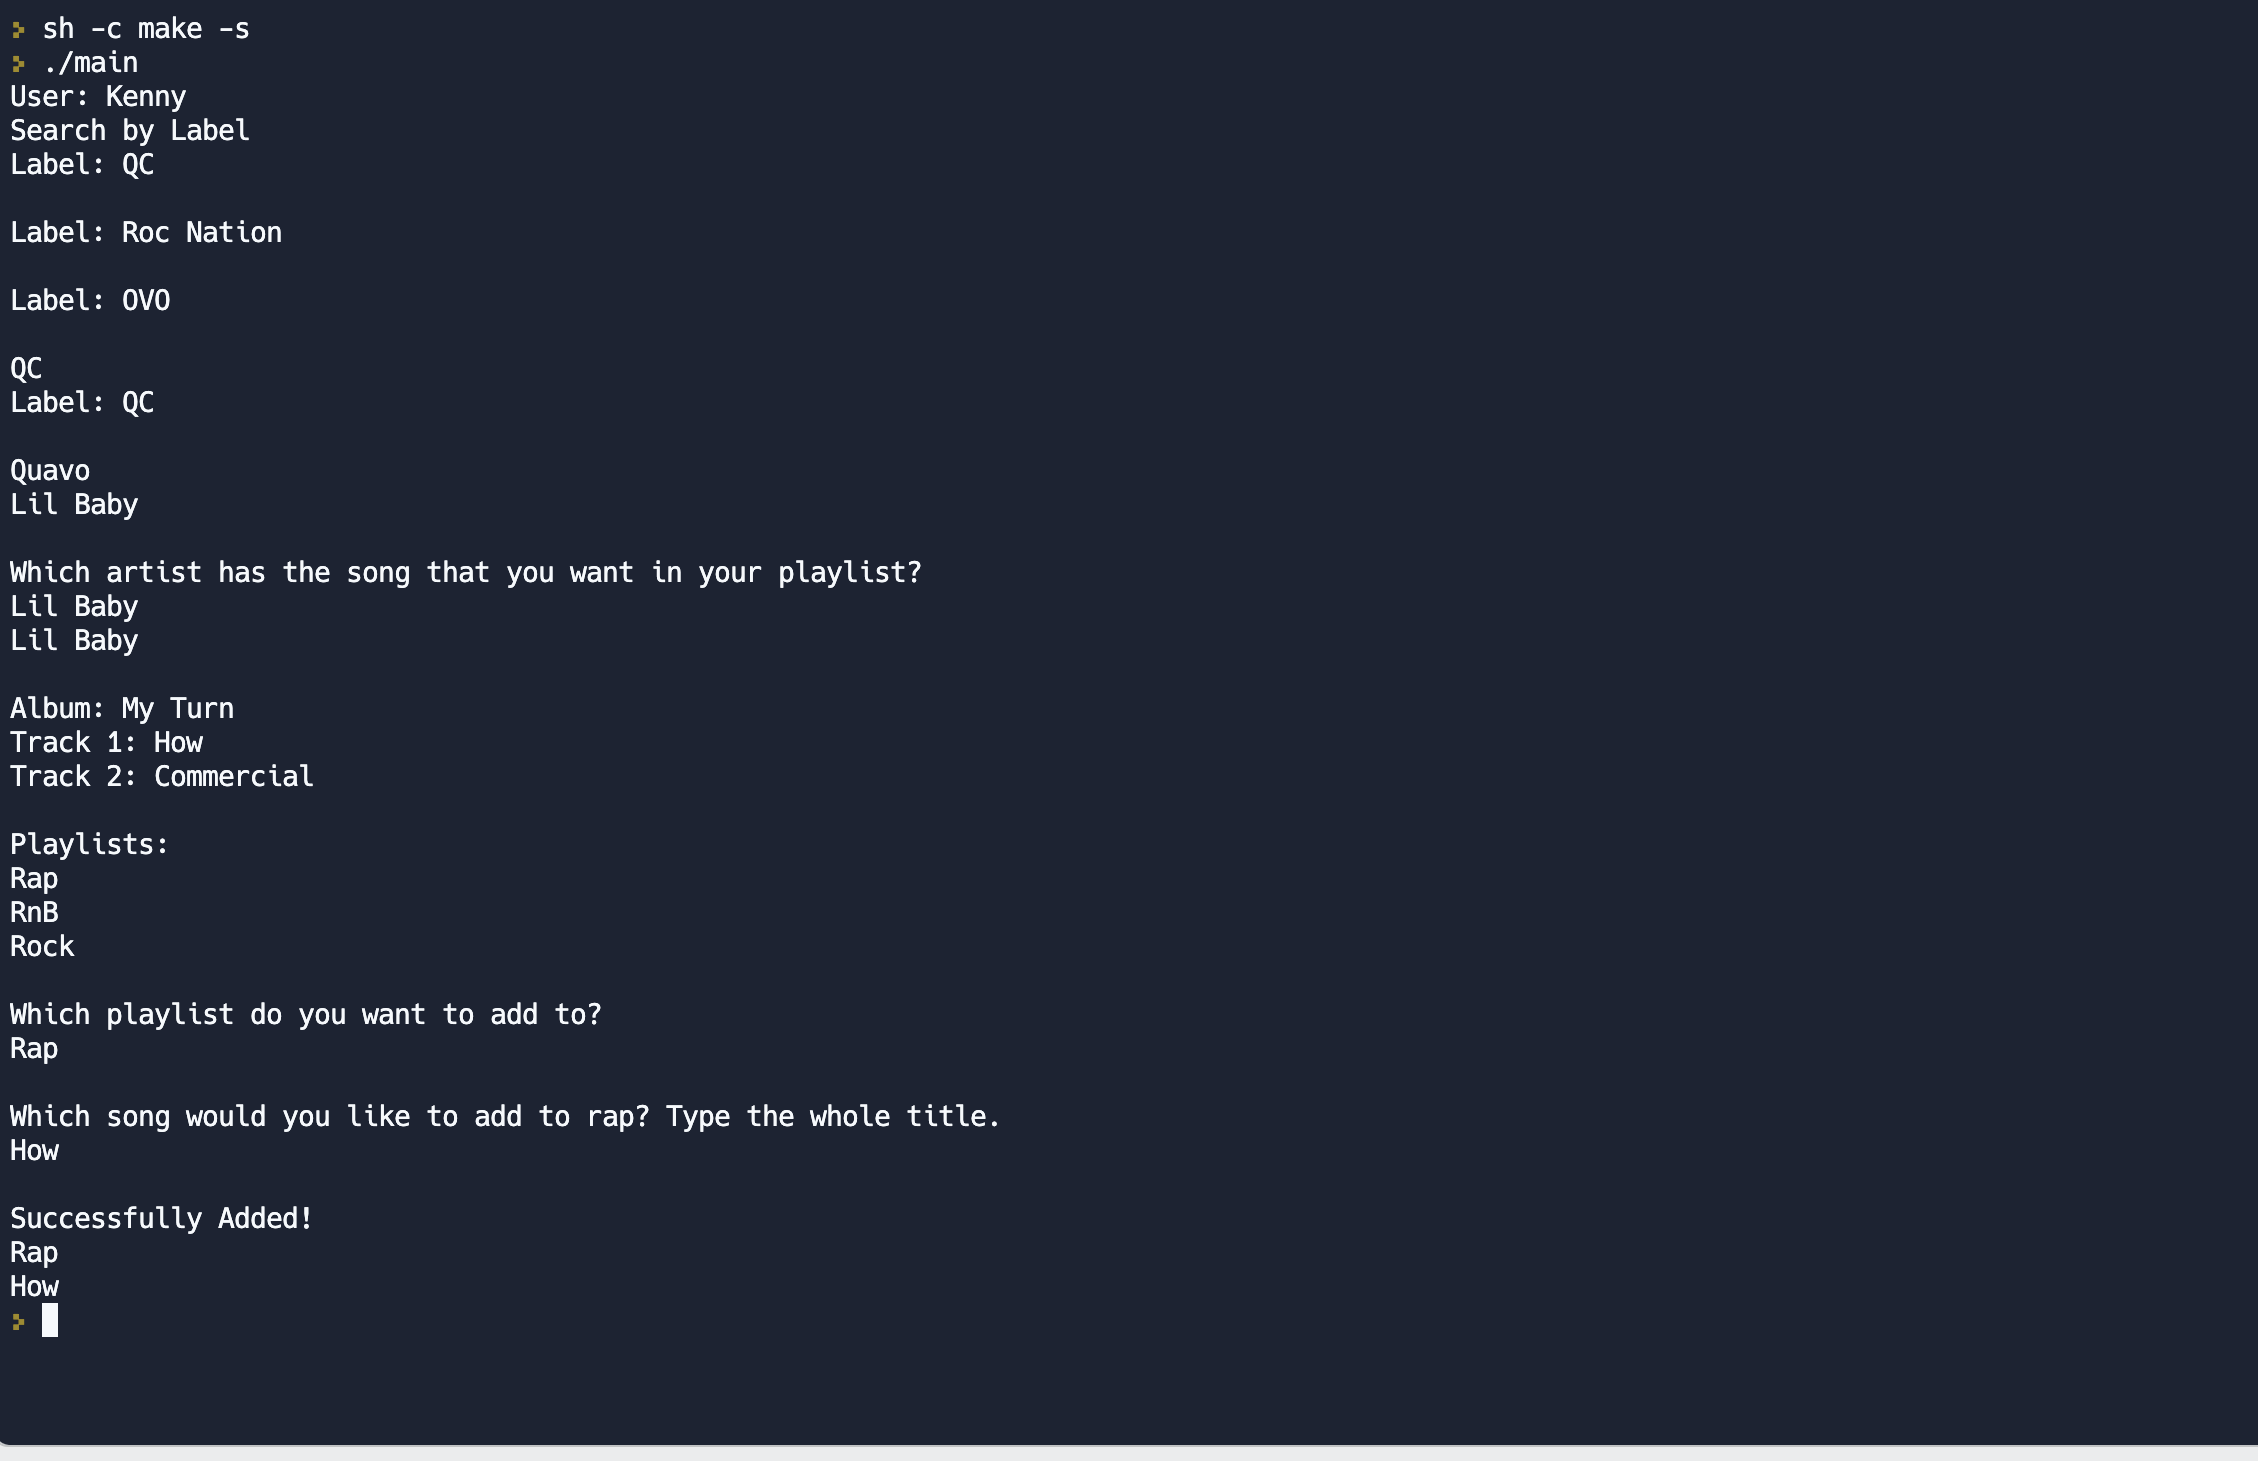 > sh -c make -s
> ./main
User: Kenny
Search by Label
Label: QC
Label: Roc Nation
Label: OVO
QC
Label: QC
Quavo
Lil Baby
Which artist has the song that you want in your playlist?
Lil Baby
Lil Baby
Album: My Turn
Track 1: How
Track 2: Commercial
Playlists:
Rap
RnB
Rock
Which playlist do you want to add to?
Rap
Which song would you like to add to rap? Type the whole title.
How
Successfully Added!
Rap
How
>